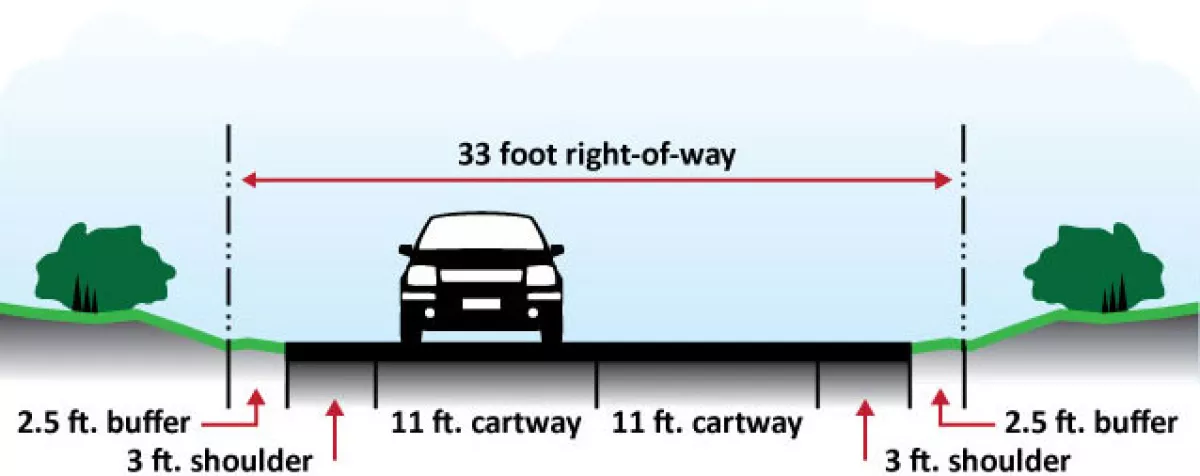 33 foot right-of-way
2.5 ft. buffer
11 ft. cartway
11 ft. cartway
2.5 ft. buffer
3 ft. shoulder
3 ft. shoulder